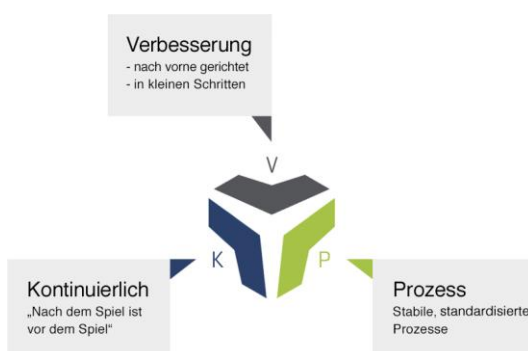 Verbesserung
- nach vorne gerichtet
- in kleinen Schritten
V
K
P
Kontinuierlich
„Nach dem Spiel ist
vor dem Spiel“
Prozess
Stabile, standardisierte
Prozesse